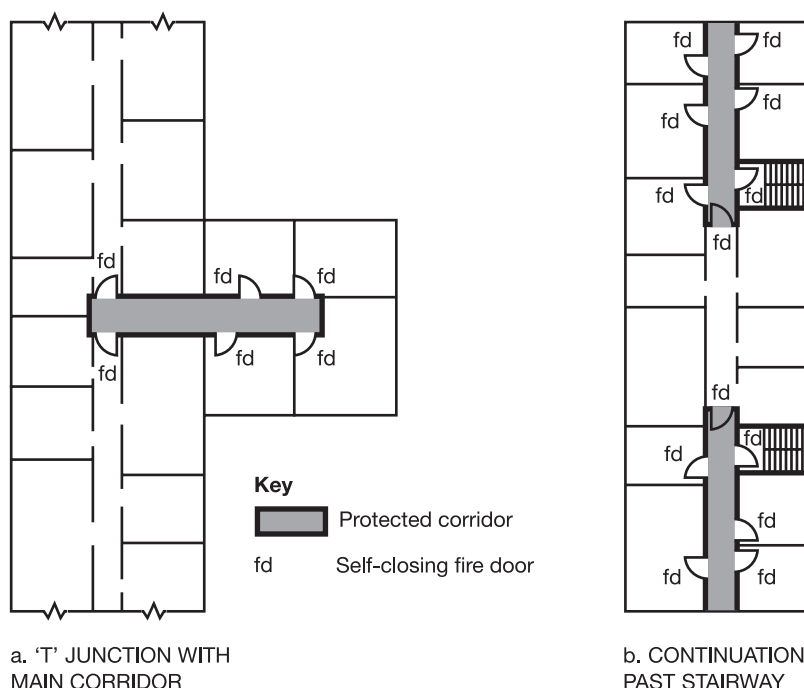 fd
fd fd
fd fd
fd
Key
Protected corridor
fd Self-closing fire door
a. ‘T’ JUNCTION WITH
MAIN CORRIDOR
fd fd
fd
fd
fd fd
fd
fd
fd
fd
fd
fd fd
b. CONTINUATION
PAST STAIRWAY